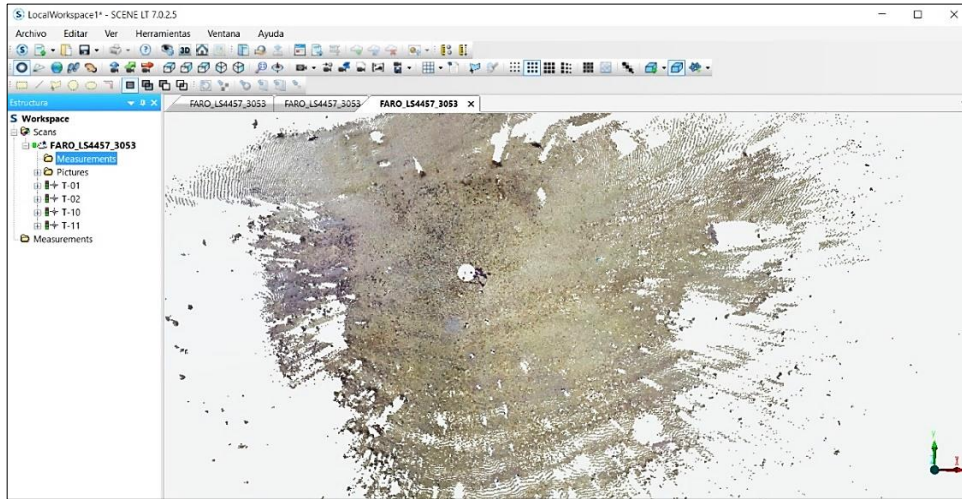 LocalWorkspace1* - SCENE LT 7.0.2.5
Archivo Editar Ver Herramientas Ventana Ayuda
Estructura
FARO_LS4457_3053 FARO_LS4457_3053 FARO_LS4457_3053
Workspace
Scans
FARO_LS4457_3053
Measurements
Pictures
T-01
T-02
T-10
T-11
Measurements